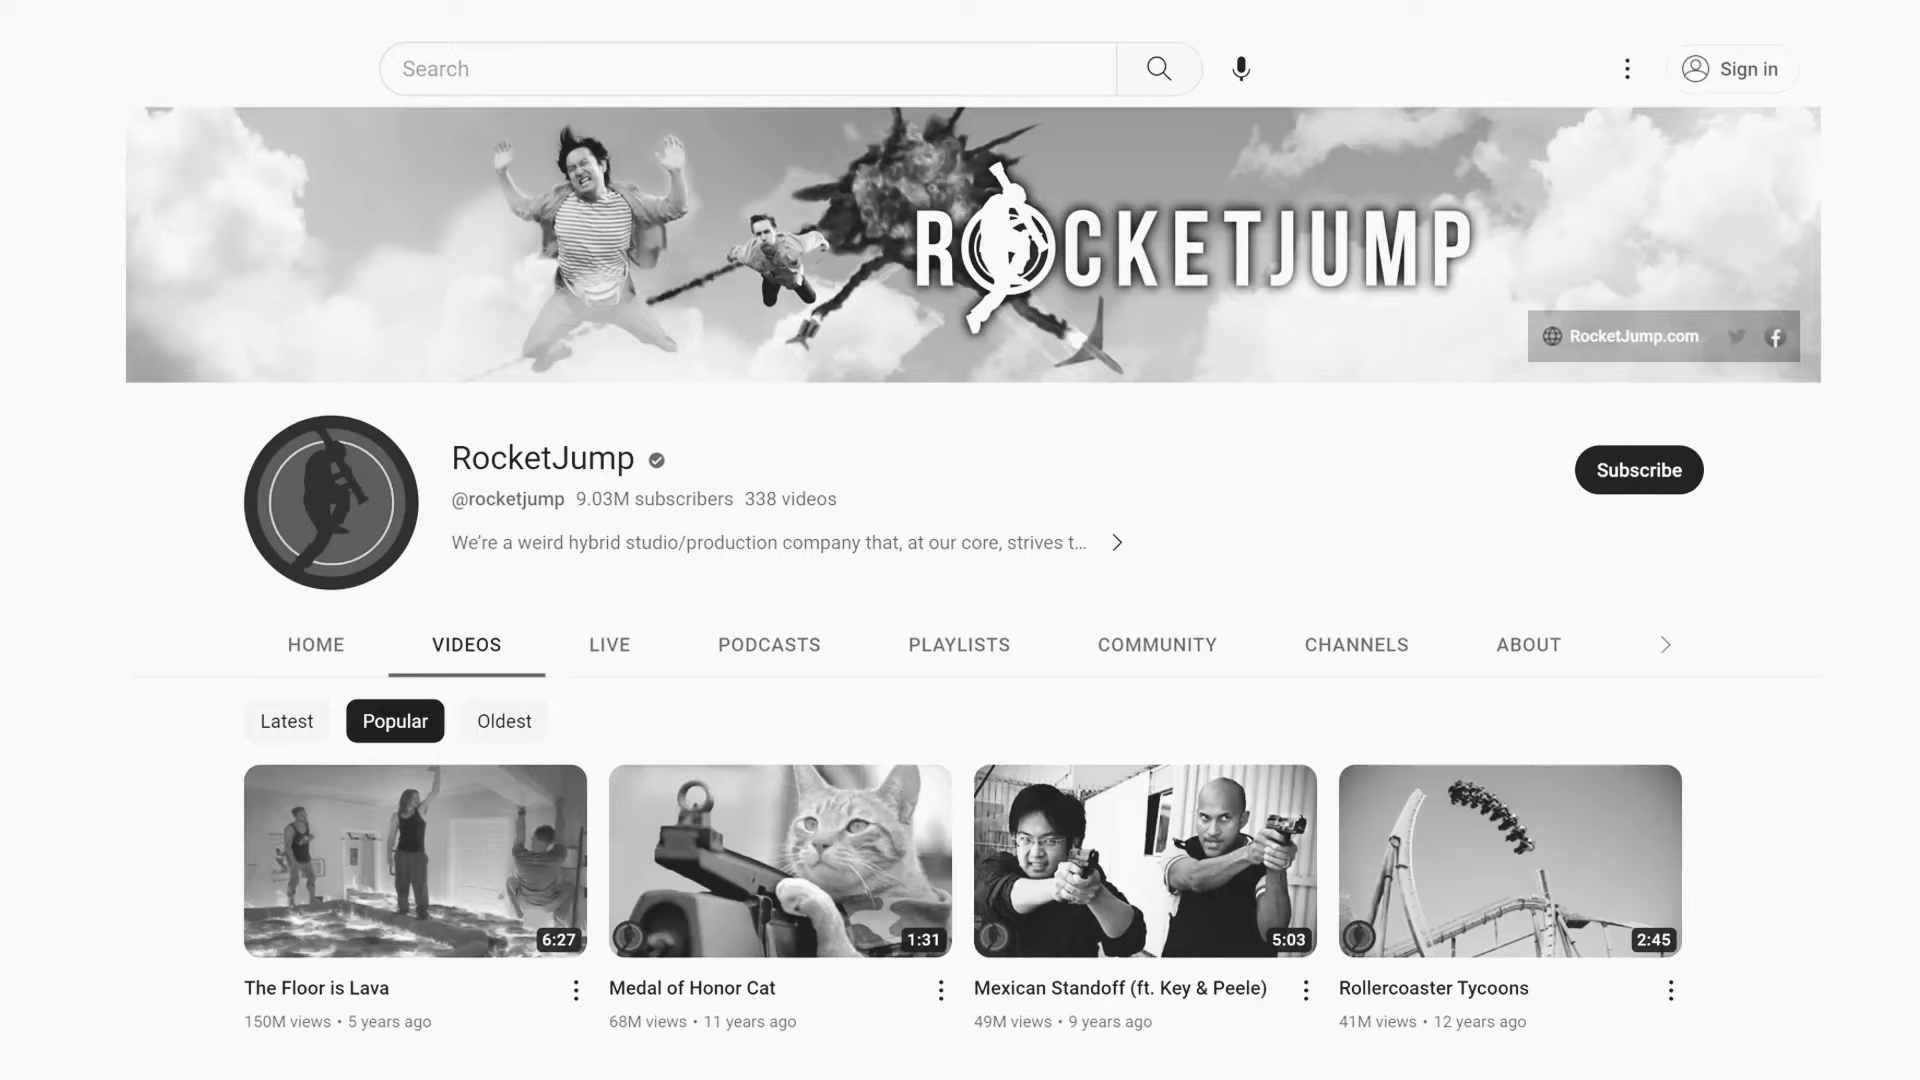 Search
Sign in
ROCKETJUMP
RocketJump.com
RocketJump
@rocketjump 9.03M subscribers 338 videos
We’re a weird hybrid studio/production company that, at our core, strives t...
HOME VIDEOS LIVE PODCASTS PLAYLISTS COMMUNITY CHANNELS ABOUT
Subscribe
Latest Popular Oldest
6:27 1:31 5:03 2:45
The Floor is Lava
150M views • 5 years ago
Medal of Honor Cat
68M views • 11 years ago
Mexican Standoff (ft. Key & Peele)
49M views • 9 years ago
Rollercoaster Tycoons
41M views • 12 years ago